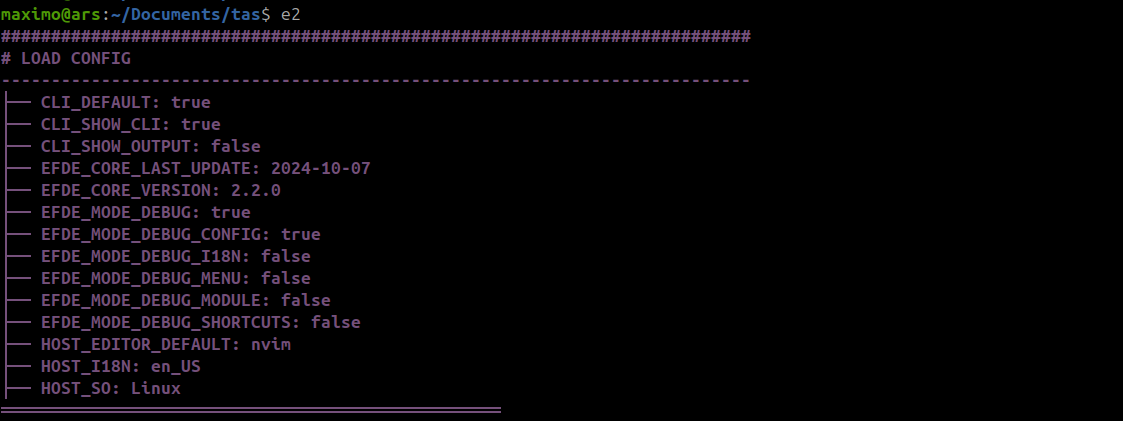 maximo@ars:~/Documents/tas$ e2
###########################################################################
# LOAD CONFIG
---------------------------------------------------------------------------
├── CLI_DEFAULT: true
├── CLI_SHOW_CLI: true
├── CLI_SHOW_OUTPUT: false
├── EFDE_CORE_LAST_UPDATE: 2024-10-07
├── EFDE_CORE_VERSION: 2.2.0
├── EFDE_MODE_DEBUG: true
├── EFDE_MODE_DEBUG_CONFIG: true
├── EFDE_MODE_DEBUG_I18N: false
├── EFDE_MODE_DEBUG_MENU: false
├── EFDE_MODE_DEBUG_MODULE: false
├── EFDE_MODE_DEBUG_SHORTCUTS: false
├── HOST_EDITOR_DEFAULT: nvim
├── HOST_I18N: en_US
├── HOST_SO: Linux
══════════════════════════════════════════════════